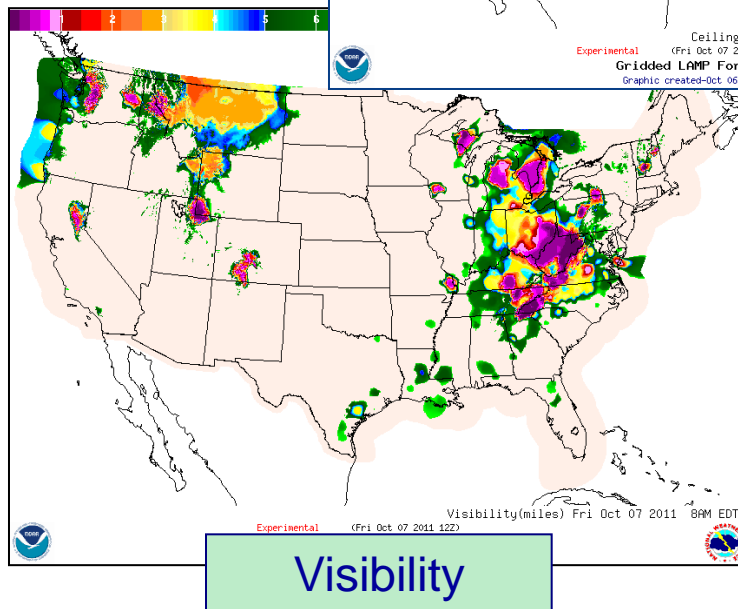 1 2 3 4 5 6
Ceiling
Experimental (Fri Oct 07 2
Gridded LAMP For
Graphic created-Oct 06
Visibility(miles) Fri Oct 07 2011 8AM EDT
Experimental (Fri Oct 07 2011 12Z)
noaa
Visibility